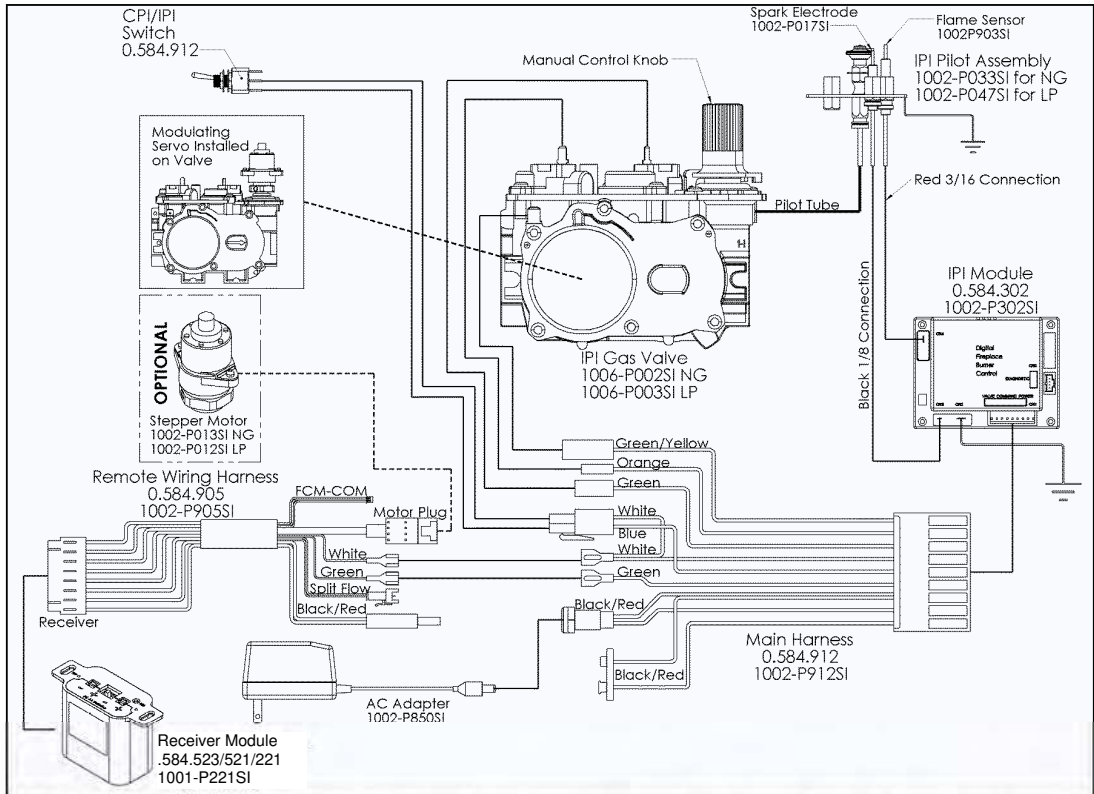 CPI/IPI
Switch
0.584.912
Spark Electrode
1002-P017SI
Flame Sensor
1002P903SI
IPI Pilot Assembly
1002-P033SI for NG
1002-P047SI for LP
Manual Control Knob
Modulating
Servo Installed
on Valve
Red 3/16 Connection
Pilot Tube
Black 1/8 Connection
IPI Module
0.584.302
1002-P302SI
Digital
Fireplace
Burner
Control
DIAGNOSTIC
VALVE COMMAND POWER
IPI Gas Valve
1006-P002SI NG
1006-P003SI LP
OPTIONAL
Stepper Motor
1002-P013SI NG
1002-P012SI LP
Remote Wiring Harness
0.584.905
1002-P905SI
FCM-COM
Motor Plug
White
Green
Split Flow
Black/Red
Receiver
Green/Yellow
Orange
Green
White
Blue
White
Green
Black/Red
Black/Red
Main Harness
0.584.912
1002-P912SI
AC Adapter
1002-P850SI
Receiver Module
.584.523/521/221
1001-P221SI